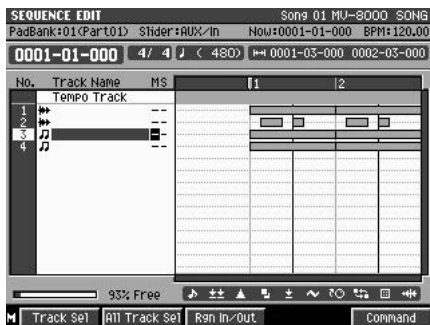 SEQUENCE EDIT Song 01 MV-8000 SONG
PadBank:01(Part01) Slider:AUX/In Now:0001-01-000 BPM:120.00
0001-01-000 4/ 4 ♩ ( 480) 0001-03-000 0002-03-000
No. Track Name MS 1 2
Tempo Track
1 --
2 --
3 --
4 --
93% Free
M Track Sel All Track Sel Rgn In/Out Command